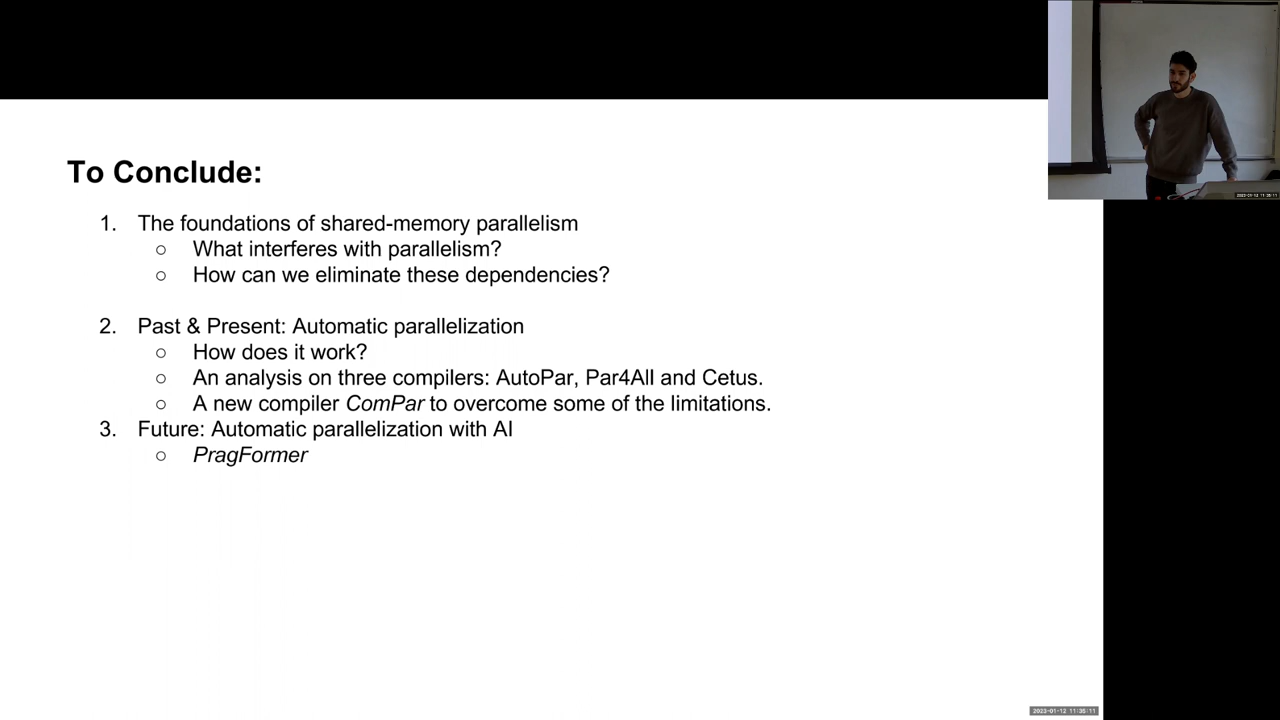 To Conclude:
1. The foundations of shared-memory parallelism
○ What interferes with parallelism?
○ How can we eliminate these dependencies?
2. Past & Present: Automatic parallelization
○ How does it work?
○ An analysis on three compilers: AutoPar, Par4All and Cetus.
○ A new compiler ComPar to overcome some of the limitations.
3. Future: Automatic parallelization with AI
○ PragFormer